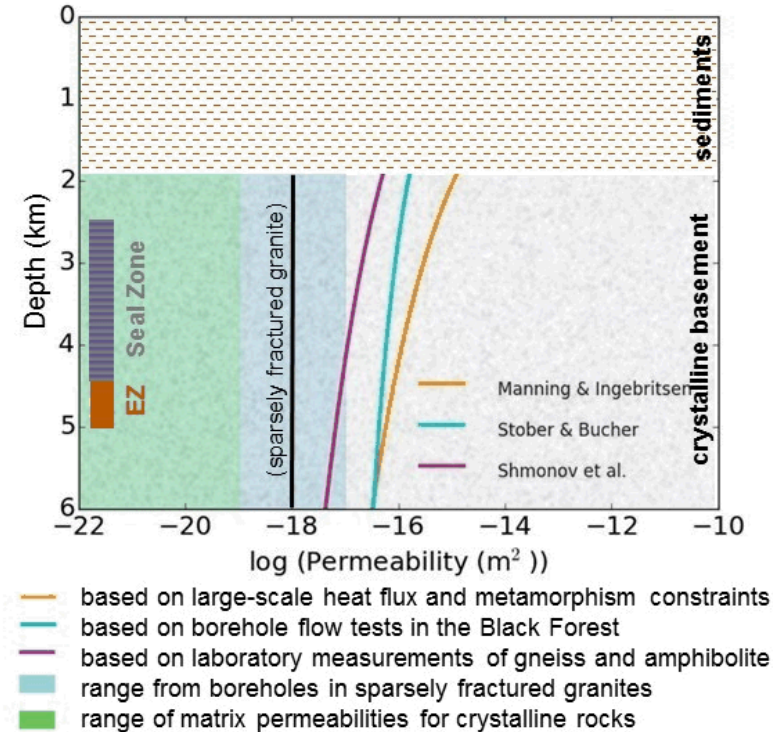 0
1
2
3
4
5
6
Depth (km)
sediments
crystalline basement
Seal Zone
EZ
(sparsely fractured granite)
Manning & Ingebritsen
Stober & Bucher
Shmonov et al.
−22 −20 −18 −16 −14 −12 −10
log (Permeability (m² ))
based on large-scale heat flux and metamorphism constraints
based on borehole flow tests in the Black Forest
based on laboratory measurements of gneiss and amphibolite
range from boreholes in sparsely fractured granites
range of matrix permeabilities for crystalline rocks